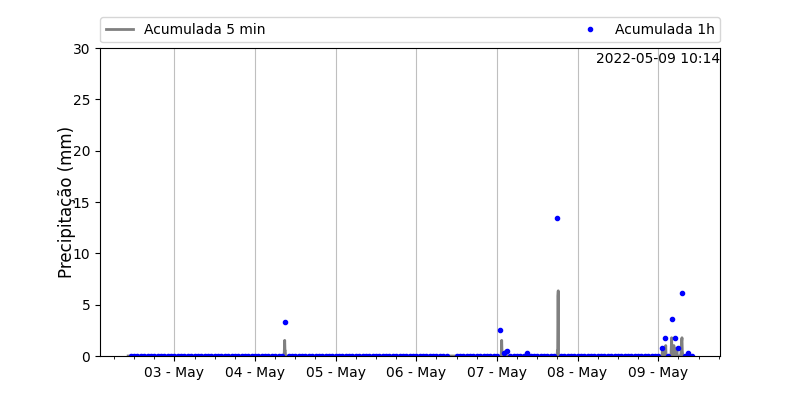 Acumulada 5 min
Acumulada 1h
2022-05-09 10:14
Precipitação (mm)
30
25
20
15
10
5
0
03 - May
04 - May
05 - May
06 - May
07 - May
08 - May
09 - May